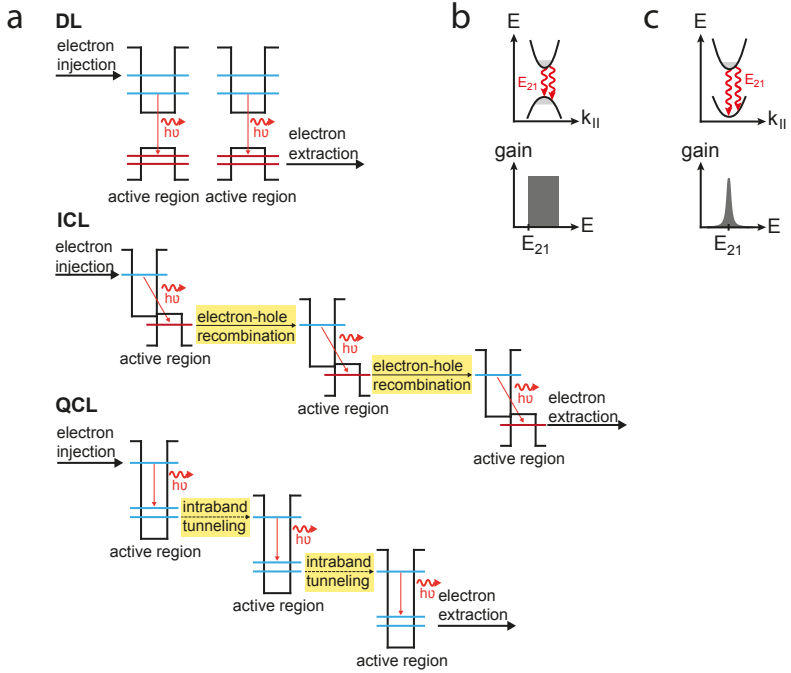 a
DL
electron
injection
hυ
hυ
electron
extraction
active region
active region
ICL
electron
injection
hυ
electron-hole
recombination
active region
hυ
electron-hole
recombination
active region
hυ
electron
extraction
active region
QCL
electron
injection
hυ
intraband
tunneling
active region
hυ
intraband
tunneling
active region
hυ
electron
extraction
active region
b
E
E21
kII
gain
E
E21
c
E
E21
kII
gain
E
E21